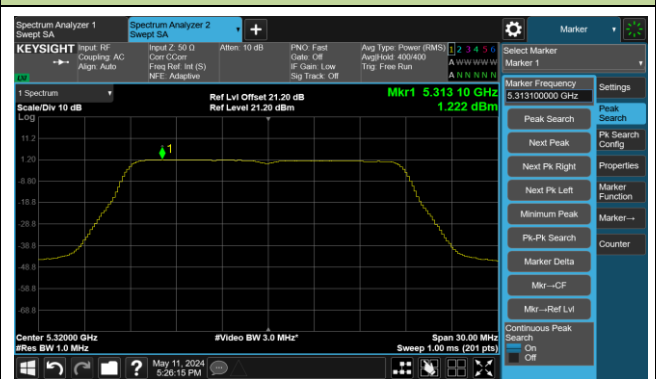 Spectrum Analyzer 1
Swept SA
Spectrum Analyzer 2
Swept SA
Marker
KEYSIGHT
Input: RF
Coupling: AC
Align: Auto
Input Z: 50 Ω
Corr CCorr
Freq Ref: Int (S)
NFE: Adaptive
Atten: 10 dB
PNO: Fast
Gate: Off
IF Gain: Low
Sig Track: Off
Avg Type: Power (RMS)
Avg|Hold: 400/400
Trig: Free Run
1 2 3 4 5 6
A W W W W W
A N N N N N
Select Marker
Marker 1
1 Spectrum
Scale/Div 10 dB
Log
Ref Lvl Offset 21.20 dB
Ref Level 21.20 dBm
Mkr1 5.313 10 GHz
1.222 dBm
11.2
1.20
-8.80
-18.8
-28.8
-38.8
-48.8
-58.8
-68.8
1
Center 5.32000 GHz
#Res BW 1.0 MHz
#Video BW 3.0 MHz*
Span 30.00 MHz
Sweep 1.00 ms (201 pts)
Marker Frequency
5.313100000 GHz
Peak Search
Next Peak
Next Pk Right
Next Pk Left
Minimum Peak
Pk-Pk Search
Marker Delta
Mkr→CF
Mkr→Ref Lvl
Continuous Peak
Search
On
Off
Settings
Peak
Search
Pk Search
Config
Properties
Marker
Function
Marker→
Counter
May 11, 2024
5:26:15 PM